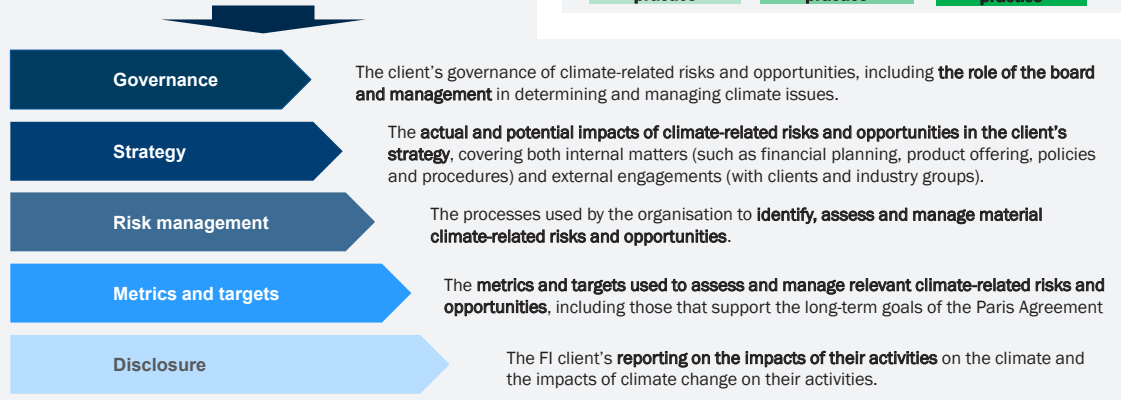 practice practice practice
Governance
The client's governance of climate-related risks and opportunities, including the role of the board
and management in determining and managing climate issues.
Strategy
The actual and potential impacts of climate-related risks and opportunities in the client's
strategy, covering both internal matters (such as financial planning, product offering, policies
and procedures) and external engagements (with clients and industry groups).
Risk management
The processes used by the organisation to identify, assess and manage material
climate-related risks and opportunities.
Metrics and targets
The metrics and targets used to assess and manage relevant climate-related risks and
opportunities, including those that support the long-term goals of the Paris Agreement
Disclosure
The FI client's reporting on the impacts of their activities on the climate and
the impacts of climate change on their activities.